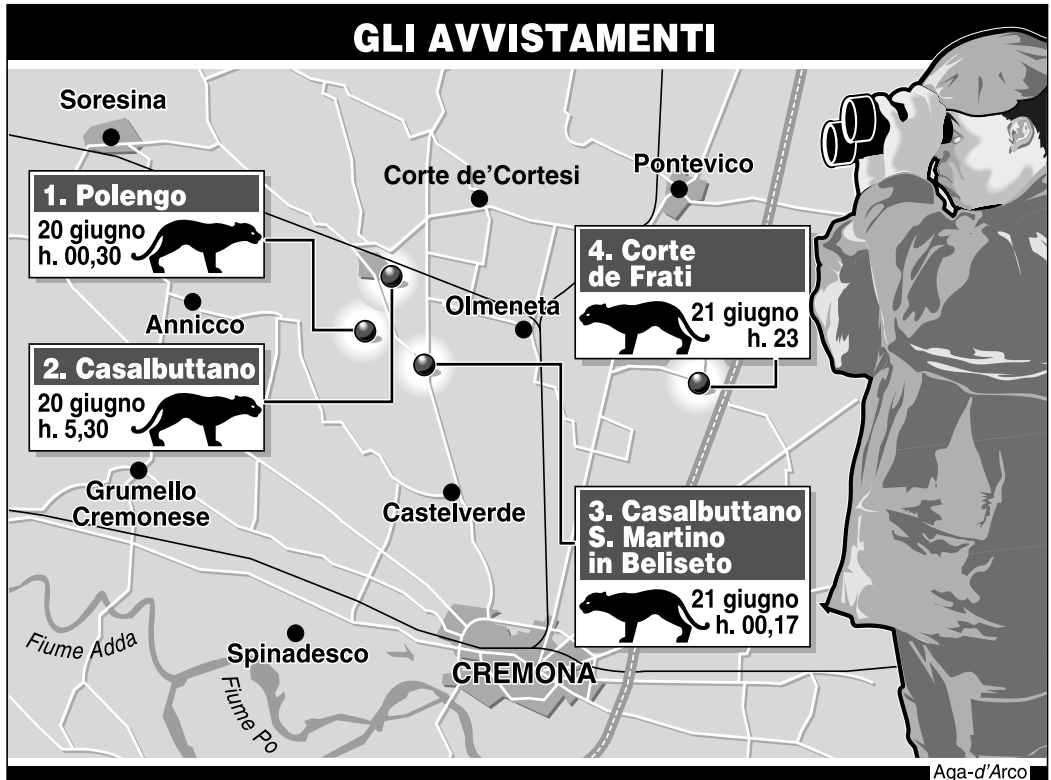 GLI AVVISTAMENTI
Soresina
1. Polengo
20 giugno
h. 00,30
Corte de'Cortesi
Pontevico
4. Corte
de Frati
21 giugno
h. 23
Annicco
Olmeneta
2. Casalbuttano
20 giugno
h. 5,30
Grumello
Cremonese
Castelverde
3. Casalbuttano
S. Martino
in Beliseto
21 giugno
h. 00,17
Fiume Adda
Spinadesco
Fiume Po
CREMONA
Aga-d'Arco